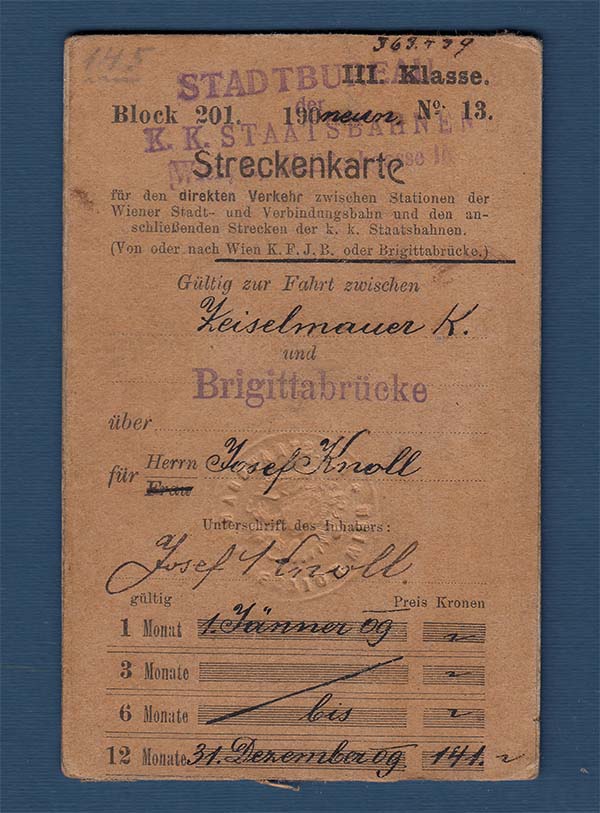 145
363.+39
STADTBUREAU
III. Klasse.
der
Block 201. 190neun. No. 13.
K. K. STAATSBAHNEN
Streckenkarte
für den direkten Verkehr zwischen Stationen der
Wiener Stadt- und Verbindungsbahn und den an-
schließenden Strecken der k. k. Staatsbahnen.
(Von oder nach Wien K. F. J. B. oder Brigittabrücke.)
Gültig zur Fahrt zwischen
Zeiselmauer K.
und
Brigittabrücke
über
für Herrn Josef Knoll
Frau
Unterschrift des Inhabers:
Josef Knoll.
gültig Preis Kronen
1 Monat 1. Jänner 09
3 Monate
6 Monate bis
12 Monate 31. Dezember 09 141.